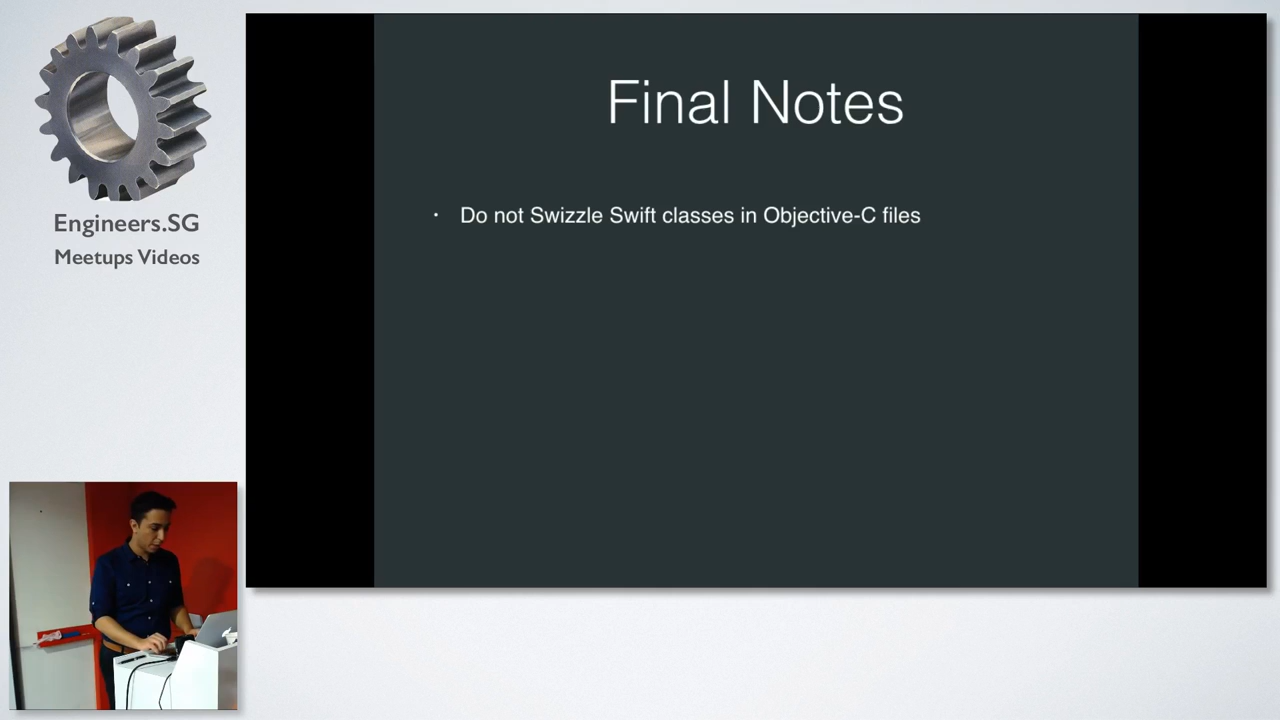 Engineers.SG
Meetups Videos
Final Notes
· Do not Swizzle Swift classes in Objective-C files